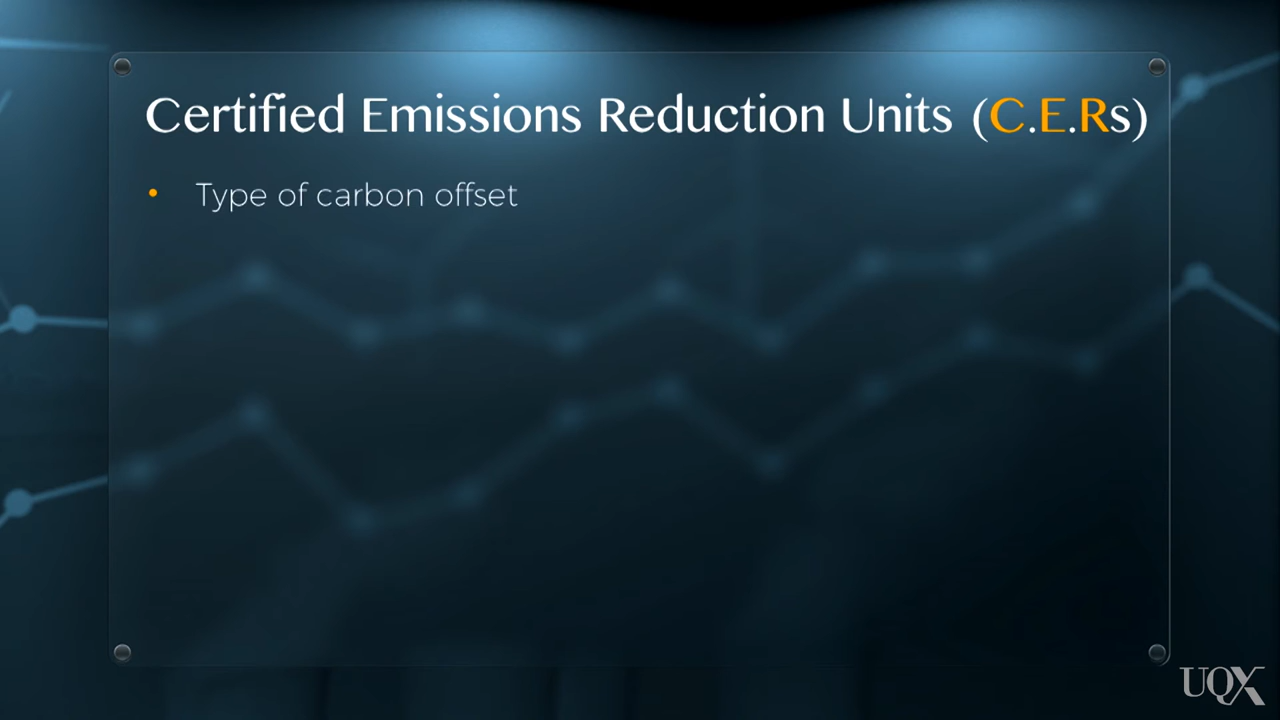 Certified Emissions Reduction Units (C.E.Rs)
• Type of carbon offset
UQX